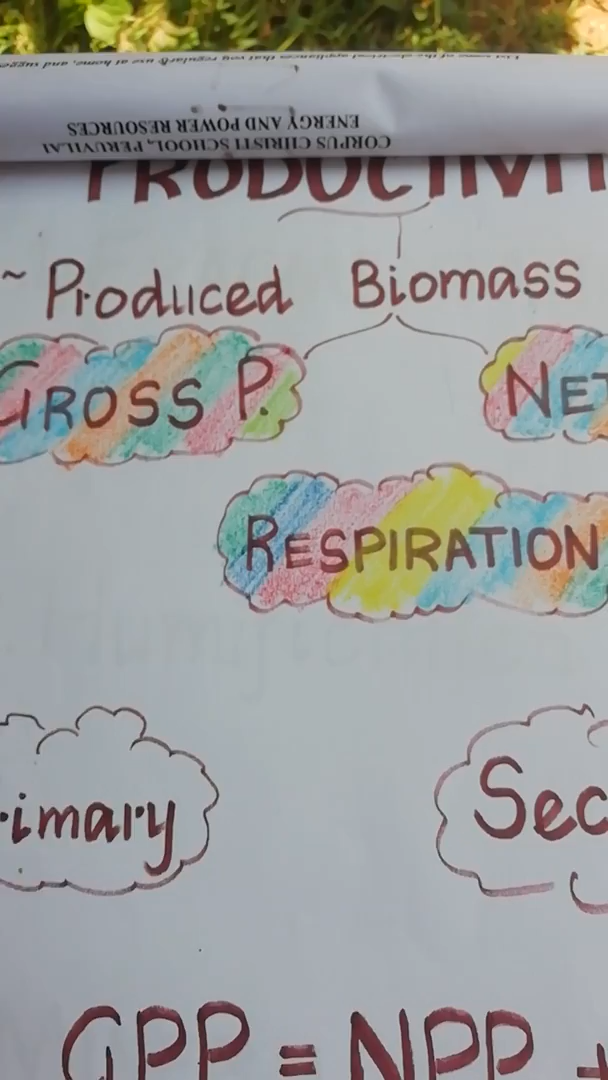 CORPUS CHRISTI SCHOOL, PERUVILAI
ENERGY AND POWER RESOURCES
PRODUCTIVIT
~ Produced Biomass
GROSS P. NET
RESPIRATION
rimary Sec
GPP = NPP +